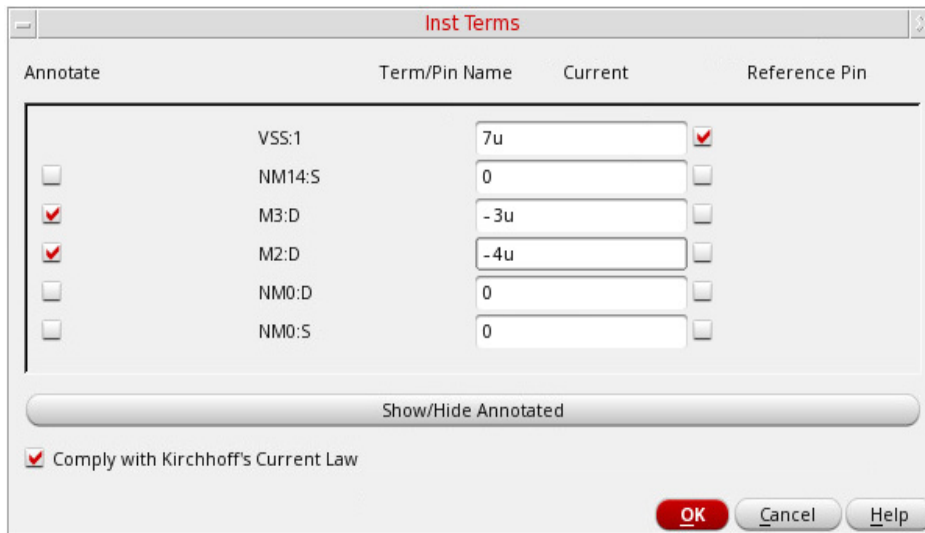 Inst Terms
Annotate Term/Pin Name Current Reference Pin
VSS:1 7u
NM14:S 0
M3:D -3u
M2:D -4u
NM0:D 0
NM0:S 0
Show/Hide Annotated
Comply with Kirchhoff's Current Law
OK Cancel Help